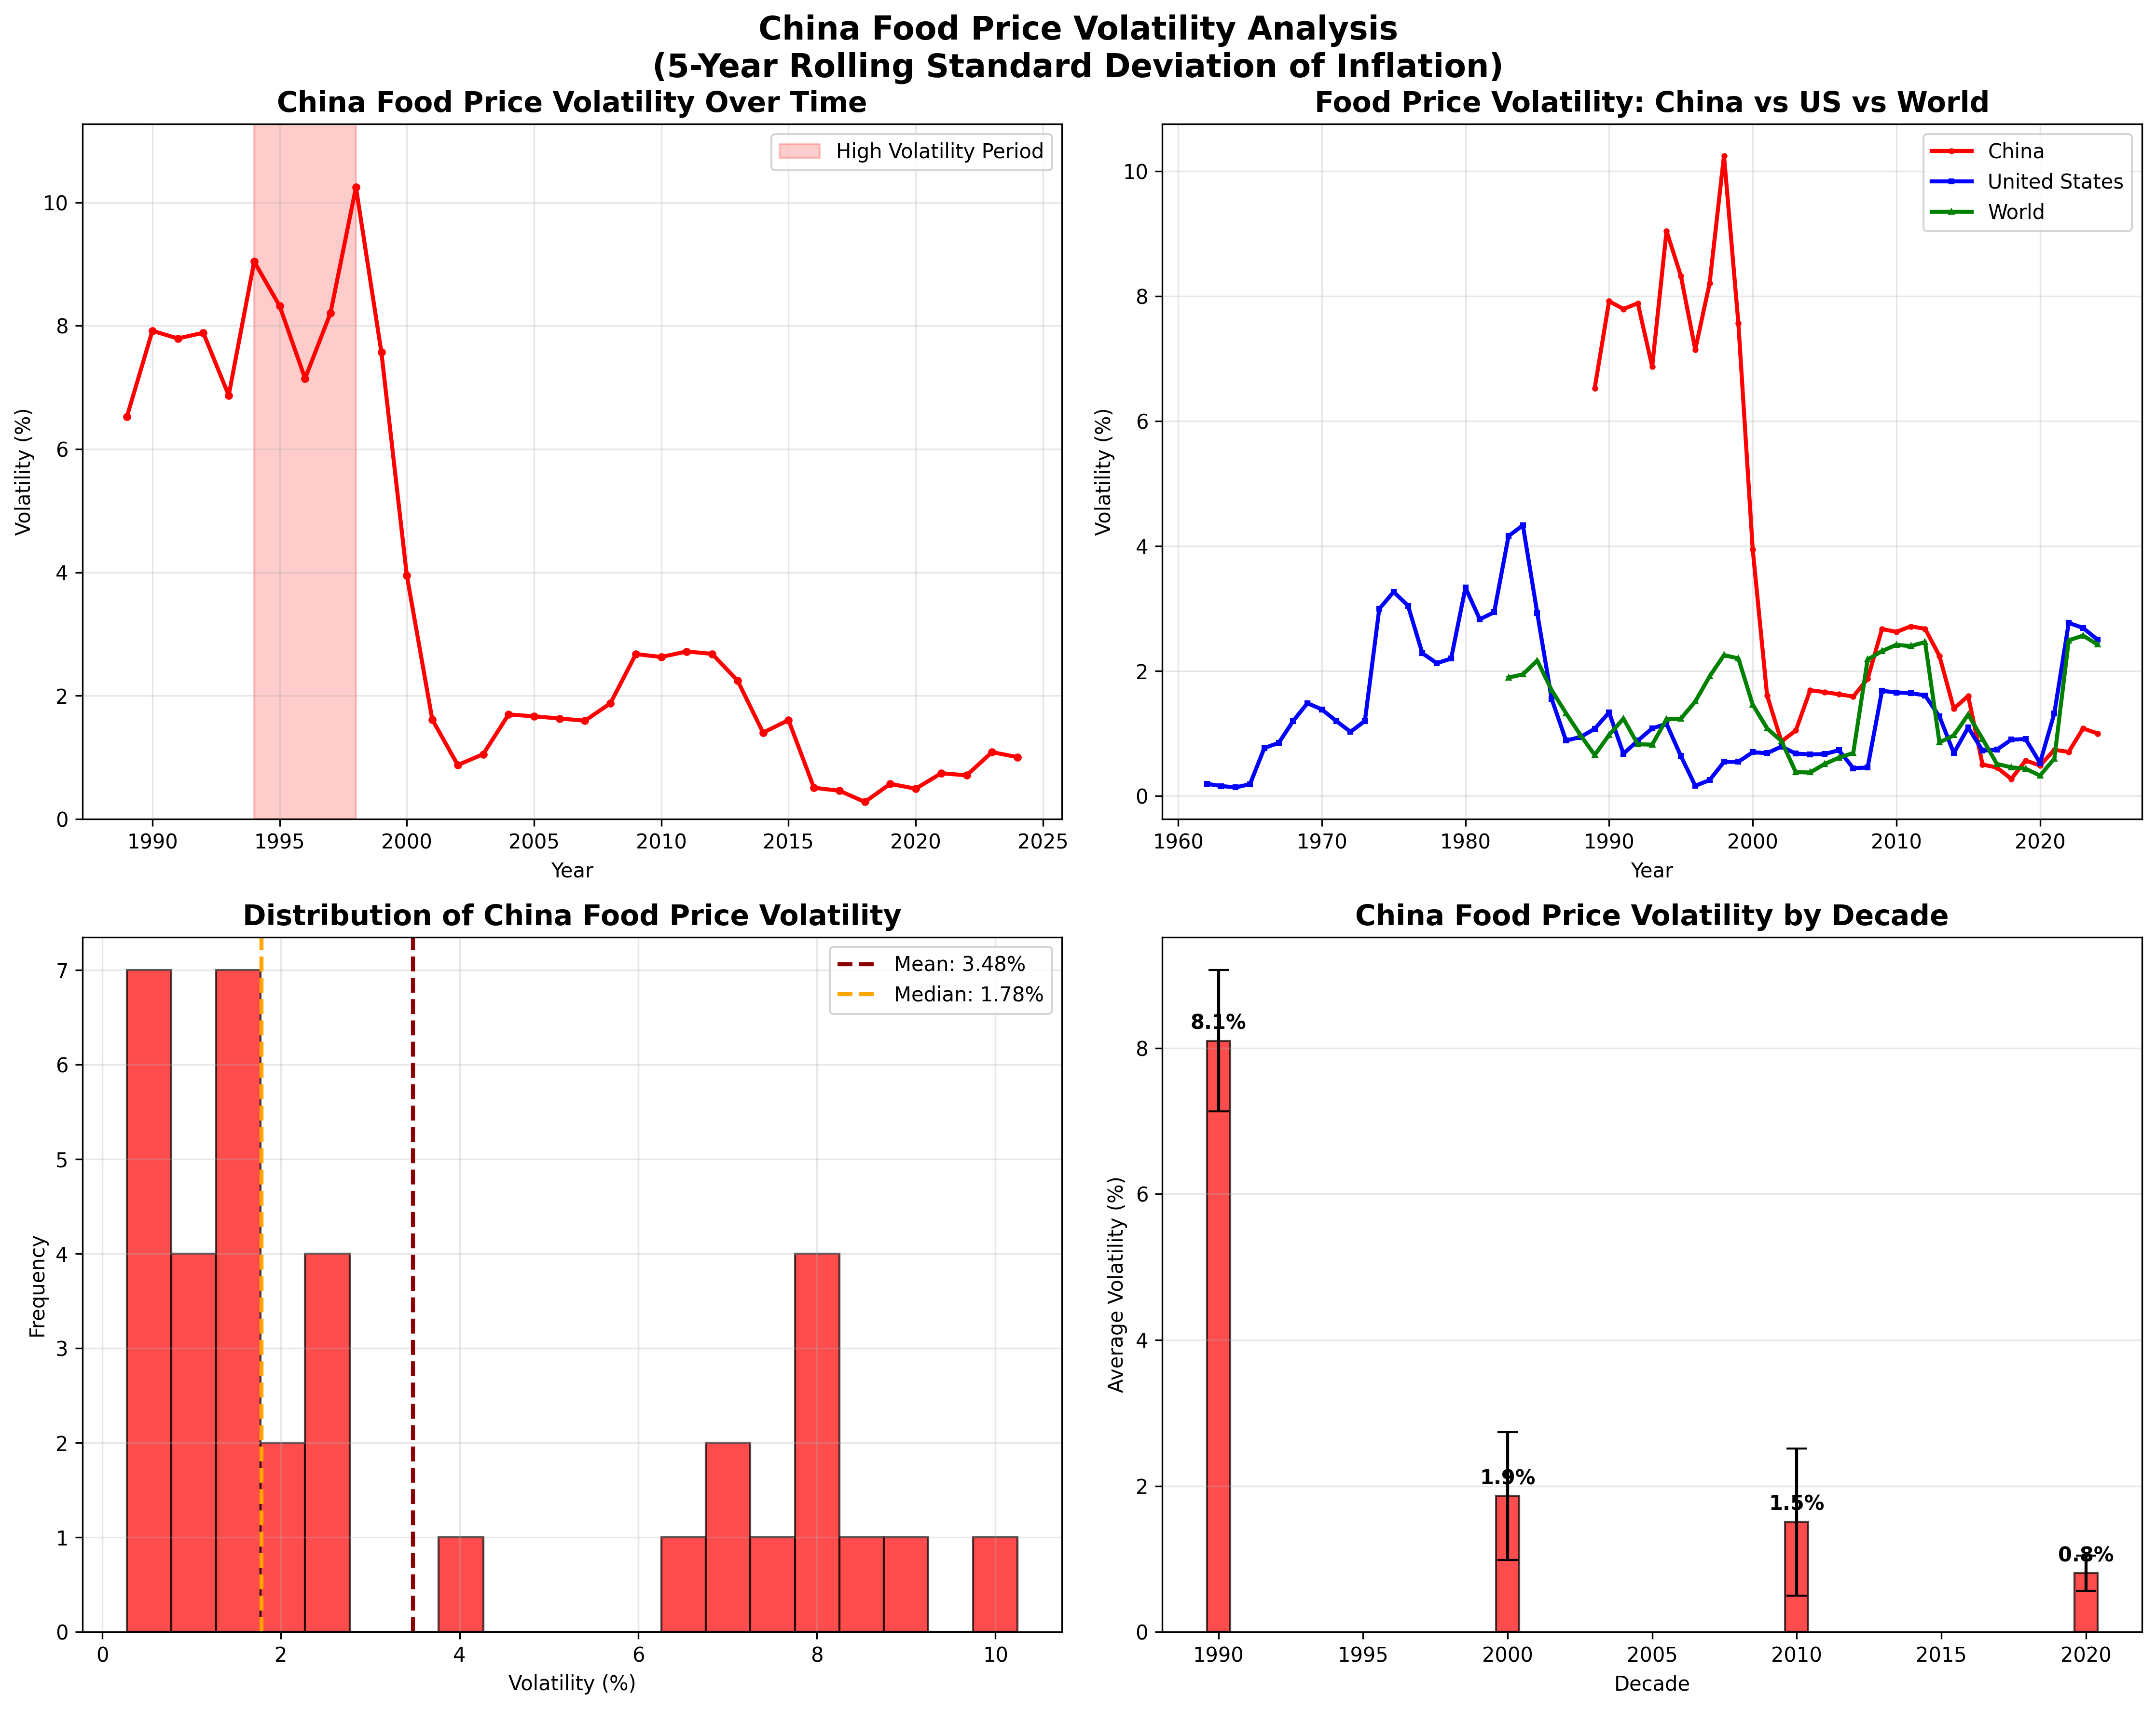 China Food Price Volatility Analysis
(5-Year Rolling Standard Deviation of Inflation)
China Food Price Volatility Over Time
High Volatility Period
Volatility (%)
10
8
6
4
2
0
1990 1995 2000 2005 2010 2015 2020 2025
Year
Food Price Volatility: China vs US vs World
China
United States
World
Volatility (%)
10
8
6
4
2
0
1960 1970 1980 1990 2000 2010 2020
Year
Distribution of China Food Price Volatility
Mean: 3.48%
Median: 1.78%
Frequency
7
6
5
4
3
2
1
0
0 2 4 6 8 10
Volatility (%)
China Food Price Volatility by Decade
Average Volatility (%)
8
6
4
2
0
8.1%
1.9%
1.5%
0.8%
1990 1995 2000 2005 2010 2015 2020
Decade